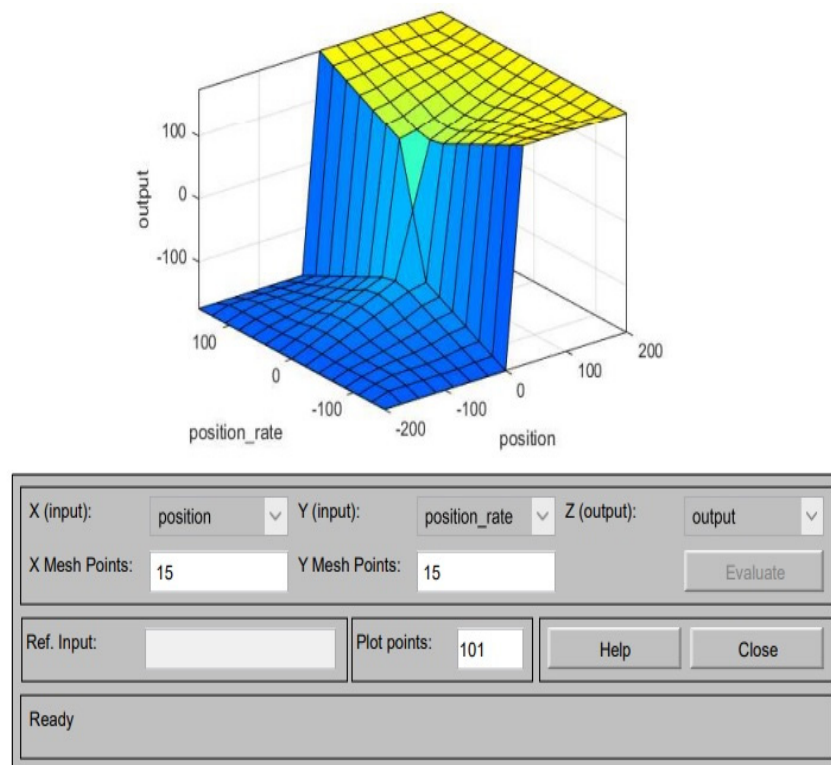 100
0
-100
output
100
0
-100
position_rate
-200
-100
0
100
200
position
X (input): position Y (input): position_rate Z (output): output
X Mesh Points: 15 Y Mesh Points: 15 Evaluate
Ref. Input: Plot points: 101 Help Close
Ready